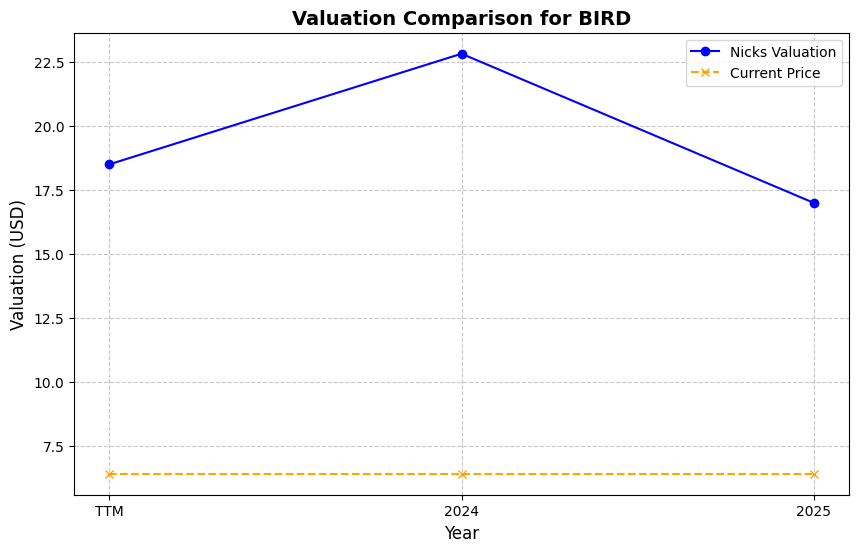 Valuation Comparison for BIRD
Nicks Valuation
Current Price
Valuation (USD)
22.5
20.0
17.5
15.0
12.5
10.0
7.5
TTM
2024
2025
Year